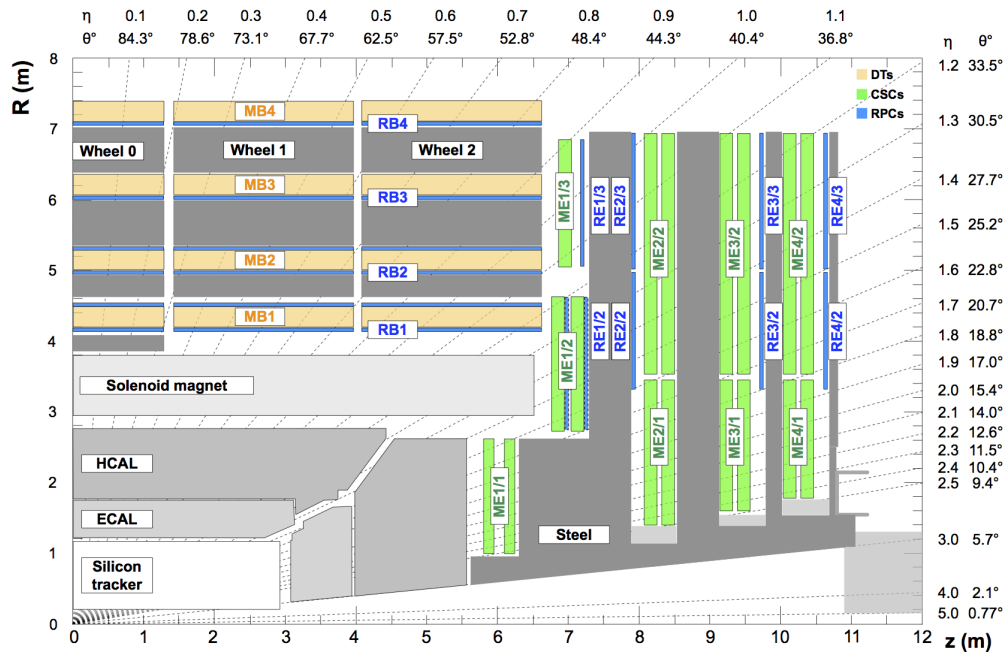 η 0.1 0.2 0.3 0.4 0.5 0.6 0.7 0.8 0.9 1.0 1.1
θ° 84.3° 78.6° 73.1° 67.7° 62.5° 57.5° 52.8° 48.4° 44.3° 40.4° 36.8° η θ°
R (m)
8
7
6
5
4
3
2
1
0
1.2 33.5°
1.3 30.5°
1.4 27.7°
1.5 25.2°
1.6 22.8°
1.7 20.7°
1.8 18.8°
1.9 17.0°
2.0 15.4°
2.1 14.0°
2.2 12.6°
2.3 11.5°
2.4 10.4°
2.5 9.4°
3.0 5.7°
4.0 2.1°
5.0 0.77°
DTs
CSCs
RPCs
MB4
RB4
Wheel 0 Wheel 1 Wheel 2
MB3
RB3
MB2
RB2
MB1
RB1
Solenoid magnet
HCAL
ECAL
Silicon
tracker
Steel
ME1/3
RE1/3
RE2/3
ME2/2
ME3/2
RE3/3
ME4/2
RE4/3
ME1/2
RE1/2
RE2/2
RE3/2
RE4/2
ME1/1
ME2/1
ME3/1
ME4/1
0 1 2 3 4 5 6 7 8 9 10 11 12
z (m)